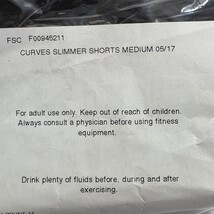 FSC F00945211
CURVES SLIMMER SHORTS MEDIUM 05/17
For adult use only. Keep out of reach of children.
Always consult a physician before using fitness
equipment.
Drink plenty of fluids before, during and after
exercising.